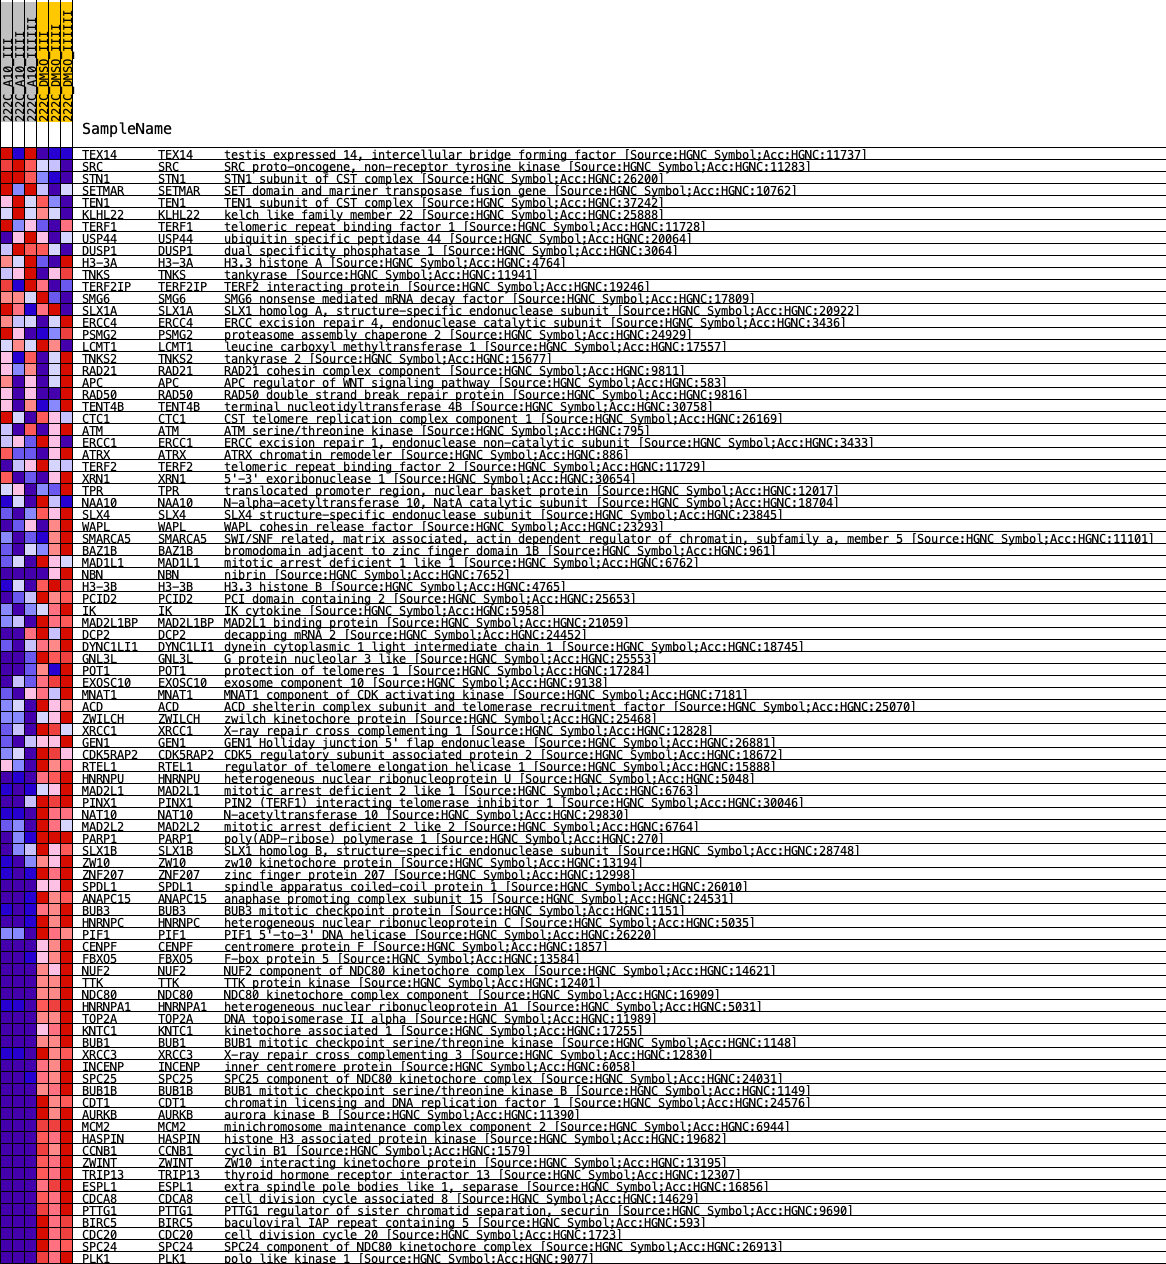 222C_A10_III
222C_A10_IIII
222C_A10_IIIIII
222C_DMSO_III
222C_DMSO_IIII
222C_DMSO_IIIIII
SampleName
TEX14 TEX14 testis expressed 14, intercellular bridge forming factor [Source:HGNC Symbol;Acc:HGNC:11737]
SRC SRC SRC proto-oncogene, non-receptor tyrosine kinase [Source:HGNC Symbol;Acc:HGNC:11283]
STN1 STN1 STN1 subunit of CST complex [Source:HGNC Symbol;Acc:HGNC:26200]
SETMAR SETMAR SET domain and mariner transposase fusion gene [Source:HGNC Symbol;Acc:HGNC:10762]
TEN1 TEN1 TEN1 subunit of CST complex [Source:HGNC Symbol;Acc:HGNC:37242]
KLHL22 KLHL22 kelch like family member 22 [Source:HGNC Symbol;Acc:HGNC:25888]
TERF1 TERF1 telomeric repeat binding factor 1 [Source:HGNC Symbol;Acc:HGNC:11728]
USP44 USP44 ubiquitin specific peptidase 44 [Source:HGNC Symbol;Acc:HGNC:20064]
DUSP1 DUSP1 dual specificity phosphatase 1 [Source:HGNC Symbol;Acc:HGNC:3064]
H3-3A H3-3A H3.3 histone A [Source:HGNC Symbol;Acc:HGNC:4764]
TNKS TNKS tankyrase [Source:HGNC Symbol;Acc:HGNC:11941]
TERF2IP TERF2IP TERF2 interacting protein [Source:HGNC Symbol;Acc:HGNC:19246]
SMG6 SMG6 SMG6 nonsense mediated mRNA decay factor [Source:HGNC Symbol;Acc:HGNC:17809]
SLX1A SLX1A SLX1 homolog A, structure-specific endonuclease subunit [Source:HGNC Symbol;Acc:HGNC:20922]
ERCC4 ERCC4 ERCC excision repair 4, endonuclease catalytic subunit [Source:HGNC Symbol;Acc:HGNC:3436]
PSMG2 PSMG2 proteasome assembly chaperone 2 [Source:HGNC Symbol;Acc:HGNC:24929]
LCMT1 LCMT1 leucine carboxyl methyltransferase 1 [Source:HGNC Symbol;Acc:HGNC:17557]
TNKS2 TNKS2 tankyrase 2 [Source:HGNC Symbol;Acc:HGNC:15677]
RAD21 RAD21 RAD21 cohesin complex component [Source:HGNC Symbol;Acc:HGNC:9811]
APC APC APC regulator of WNT signaling pathway [Source:HGNC Symbol;Acc:HGNC:583]
RAD50 RAD50 RAD50 double strand break repair protein [Source:HGNC Symbol;Acc:HGNC:9816]
TENT4B TENT4B terminal nucleotidyltransferase 4B [Source:HGNC Symbol;Acc:HGNC:30758]
CTC1 CTC1 CST telomere replication complex component 1 [Source:HGNC Symbol;Acc:HGNC:26169]
ATM ATM ATM serine/threonine kinase [Source:HGNC Symbol;Acc:HGNC:795]
ERCC1 ERCC1 ERCC excision repair 1, endonuclease non-catalytic subunit [Source:HGNC Symbol;Acc:HGNC:3433]
ATRX ATRX ATRX chromatin remodeler [Source:HGNC Symbol;Acc:HGNC:886]
TERF2 TERF2 telomeric repeat binding factor 2 [Source:HGNC Symbol;Acc:HGNC:11729]
XRN1 XRN1 5'-3' exoribonuclease 1 [Source:HGNC Symbol;Acc:HGNC:30654]
TPR TPR translocated promoter region, nuclear basket protein [Source:HGNC Symbol;Acc:HGNC:12017]
NAA10 NAA10 N-alpha-acetyltransferase 10, NatA catalytic subunit [Source:HGNC Symbol;Acc:HGNC:18704]
SLX4 SLX4 SLX4 structure-specific endonuclease subunit [Source:HGNC Symbol;Acc:HGNC:23845]
WAPL WAPL WAPL cohesin release factor [Source:HGNC Symbol;Acc:HGNC:23293]
SMARCA5 SMARCA5 SWI/SNF related, matrix associated, actin dependent regulator of chromatin, subfamily a, member 5 [Source:HGNC Symbol;Acc:HGNC:11101]
BAZ1B BAZ1B bromodomain adjacent to zinc finger domain 1B [Source:HGNC Symbol;Acc:HGNC:961]
MAD1L1 MAD1L1 mitotic arrest deficient 1 like 1 [Source:HGNC Symbol;Acc:HGNC:6762]
NBN NBN nibrin [Source:HGNC Symbol;Acc:HGNC:7652]
H3-3B H3-3B H3.3 histone B [Source:HGNC Symbol;Acc:HGNC:4765]
PCID2 PCID2 PCI domain containing 2 [Source:HGNC Symbol;Acc:HGNC:25653]
IK IK IK cytokine [Source:HGNC Symbol;Acc:HGNC:5958]
MAD2L1BP MAD2L1BP MAD2L1 binding protein [Source:HGNC Symbol;Acc:HGNC:21059]
DCP2 DCP2 decapping mRNA 2 [Source:HGNC Symbol;Acc:HGNC:24452]
DYNC1LI1 DYNC1LI1 dynein cytoplasmic 1 light intermediate chain 1 [Source:HGNC Symbol;Acc:HGNC:18745]
GNL3L GNL3L G protein nucleolar 3 like [Source:HGNC Symbol;Acc:HGNC:25553]
POT1 POT1 protection of telomeres 1 [Source:HGNC Symbol;Acc:HGNC:17284]
EXOSC10 EXOSC10 exosome component 10 [Source:HGNC Symbol;Acc:HGNC:9138]
MNAT1 MNAT1 MNAT1 component of CDK activating kinase [Source:HGNC Symbol;Acc:HGNC:7181]
ACD ACD ACD shelterin complex subunit and telomerase recruitment factor [Source:HGNC Symbol;Acc:HGNC:25070]
ZWILCH ZWILCH zwilch kinetochore protein [Source:HGNC Symbol;Acc:HGNC:25468]
XRCC1 XRCC1 X-ray repair cross complementing 1 [Source:HGNC Symbol;Acc:HGNC:12828]
GEN1 GEN1 GEN1 Holliday junction 5' flap endonuclease [Source:HGNC Symbol;Acc:HGNC:26881]
CDK5RAP2 CDK5RAP2 CDK5 regulatory subunit associated protein 2 [Source:HGNC Symbol;Acc:HGNC:18672]
RTEL1 RTEL1 regulator of telomere elongation helicase 1 [Source:HGNC Symbol;Acc:HGNC:15888]
HNRNPU HNRNPU heterogeneous nuclear ribonucleoprotein U [Source:HGNC Symbol;Acc:HGNC:5048]
MAD2L1 MAD2L1 mitotic arrest deficient 2 like 1 [Source:HGNC Symbol;Acc:HGNC:6763]
PINX1 PINX1 PIN2 (TERF1) interacting telomerase inhibitor 1 [Source:HGNC Symbol;Acc:HGNC:30046]
NAT10 NAT10 N-acetyltransferase 10 [Source:HGNC Symbol;Acc:HGNC:29830]
MAD2L2 MAD2L2 mitotic arrest deficient 2 like 2 [Source:HGNC Symbol;Acc:HGNC:6764]
PARP1 PARP1 poly(ADP-ribose) polymerase 1 [Source:HGNC Symbol;Acc:HGNC:270]
SLX1B SLX1B SLX1 homolog B, structure-specific endonuclease subunit [Source:HGNC Symbol;Acc:HGNC:28748]
ZW10 ZW10 zw10 kinetochore protein [Source:HGNC Symbol;Acc:HGNC:13194]
ZNF207 ZNF207 zinc finger protein 207 [Source:HGNC Symbol;Acc:HGNC:12998]
SPDL1 SPDL1 spindle apparatus coiled-coil protein 1 [Source:HGNC Symbol;Acc:HGNC:26010]
ANAPC15 ANAPC15 anaphase promoting complex subunit 15 [Source:HGNC Symbol;Acc:HGNC:24531]
BUB3 BUB3 BUB3 mitotic checkpoint protein [Source:HGNC Symbol;Acc:HGNC:1151]
HNRNPC HNRNPC heterogeneous nuclear ribonucleoprotein C [Source:HGNC Symbol;Acc:HGNC:5035]
PIF1 PIF1 PIF1 5'-to-3' DNA helicase [Source:HGNC Symbol;Acc:HGNC:26220]
CENPF CENPF centromere protein F [Source:HGNC Symbol;Acc:HGNC:1857]
FBXO5 FBXO5 F-box protein 5 [Source:HGNC Symbol;Acc:HGNC:13584]
NUF2 NUF2 NUF2 component of NDC80 kinetochore complex [Source:HGNC Symbol;Acc:HGNC:14621]
TTK TTK TTK protein kinase [Source:HGNC Symbol;Acc:HGNC:12401]
NDC80 NDC80 NDC80 kinetochore complex component [Source:HGNC Symbol;Acc:HGNC:16909]
HNRNPA1 HNRNPA1 heterogeneous nuclear ribonucleoprotein A1 [Source:HGNC Symbol;Acc:HGNC:5031]
TOP2A TOP2A DNA topoisomerase II alpha [Source:HGNC Symbol;Acc:HGNC:11989]
KNTC1 KNTC1 kinetochore associated 1 [Source:HGNC Symbol;Acc:HGNC:17255]
BUB1 BUB1 BUB1 mitotic checkpoint serine/threonine kinase [Source:HGNC Symbol;Acc:HGNC:1148]
XRCC3 XRCC3 X-ray repair cross complementing 3 [Source:HGNC Symbol;Acc:HGNC:12830]
INCENP INCENP inner centromere protein [Source:HGNC Symbol;Acc:HGNC:6058]
SPC25 SPC25 SPC25 component of NDC80 kinetochore complex [Source:HGNC Symbol;Acc:HGNC:24031]
BUB1B BUB1B BUB1 mitotic checkpoint serine/threonine kinase B [Source:HGNC Symbol;Acc:HGNC:1149]
CDT1 CDT1 chromatin licensing and DNA replication factor 1 [Source:HGNC Symbol;Acc:HGNC:24576]
AURKB AURKB aurora kinase B [Source:HGNC Symbol;Acc:HGNC:11390]
MCM2 MCM2 minichromosome maintenance complex component 2 [Source:HGNC Symbol;Acc:HGNC:6944]
HASPIN HASPIN histone H3 associated protein kinase [Source:HGNC Symbol;Acc:HGNC:19682]
CCNB1 CCNB1 cyclin B1 [Source:HGNC Symbol;Acc:HGNC:1579]
ZWINT ZWINT ZW10 interacting kinetochore protein [Source:HGNC Symbol;Acc:HGNC:13195]
TRIP13 TRIP13 thyroid hormone receptor interactor 13 [Source:HGNC Symbol;Acc:HGNC:12307]
ESPL1 ESPL1 extra spindle pole bodies like 1, separase [Source:HGNC Symbol;Acc:HGNC:16856]
CDCA8 CDCA8 cell division cycle associated 8 [Source:HGNC Symbol;Acc:HGNC:14629]
PTTG1 PTTG1 PTTG1 regulator of sister chromatid separation, securin [Source:HGNC Symbol;Acc:HGNC:9690]
BIRC5 BIRC5 baculoviral IAP repeat containing 5 [Source:HGNC Symbol;Acc:HGNC:593]
CDC20 CDC20 cell division cycle 20 [Source:HGNC Symbol;Acc:HGNC:1723]
SPC24 SPC24 SPC24 component of NDC80 kinetochore complex [Source:HGNC Symbol;Acc:HGNC:26913]
PLK1 PLK1 polo like kinase 1 [Source:HGNC Symbol;Acc:HGNC:9077]